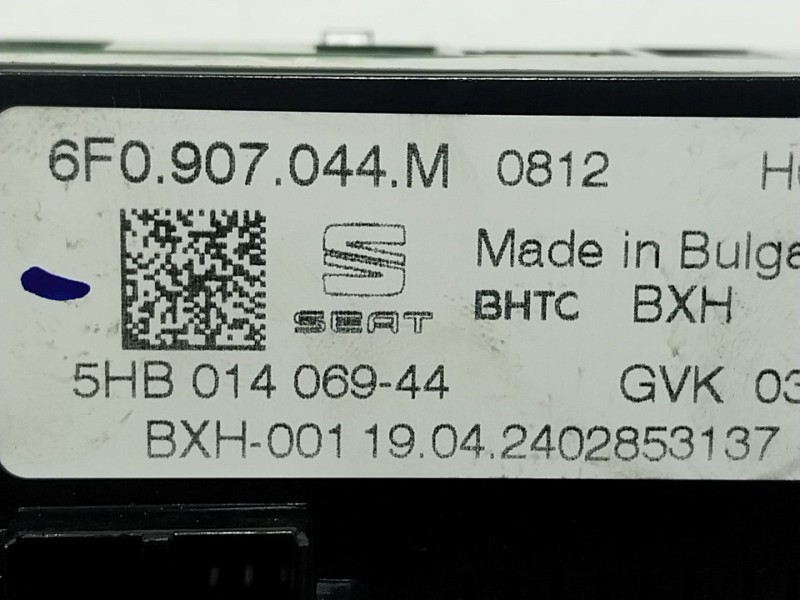 6F0.907.044.M 0812
SEAT
Made in
BHTC BXH
5HB 014 069-44 GVK 03
BXH-001 19.04.2402853137